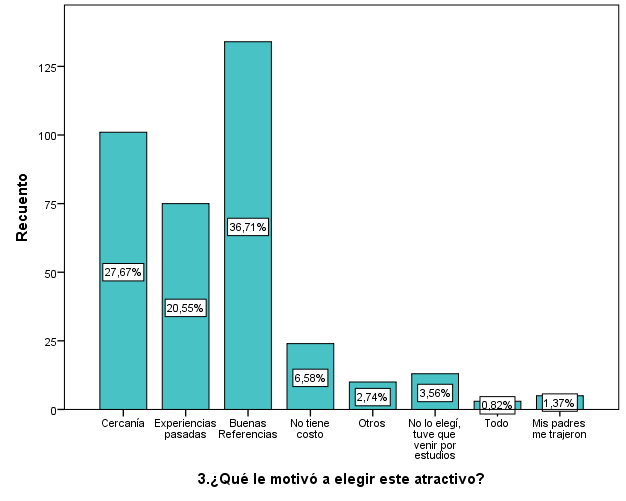 125
100
75
50
25
0
Recuento
27,67%
20,55%
36,71%
6,58%
2,74%
3,56%
0,82%
1,37%
Cercanía
Experiencias
pasadas
Buenas
Referencias
No tiene
costo
Otros
No lo elegí,
tuve que
venir por
estudios
Todo
Mis padres
me trajeron
3.¿Qué le motivó a elegir este atractivo?